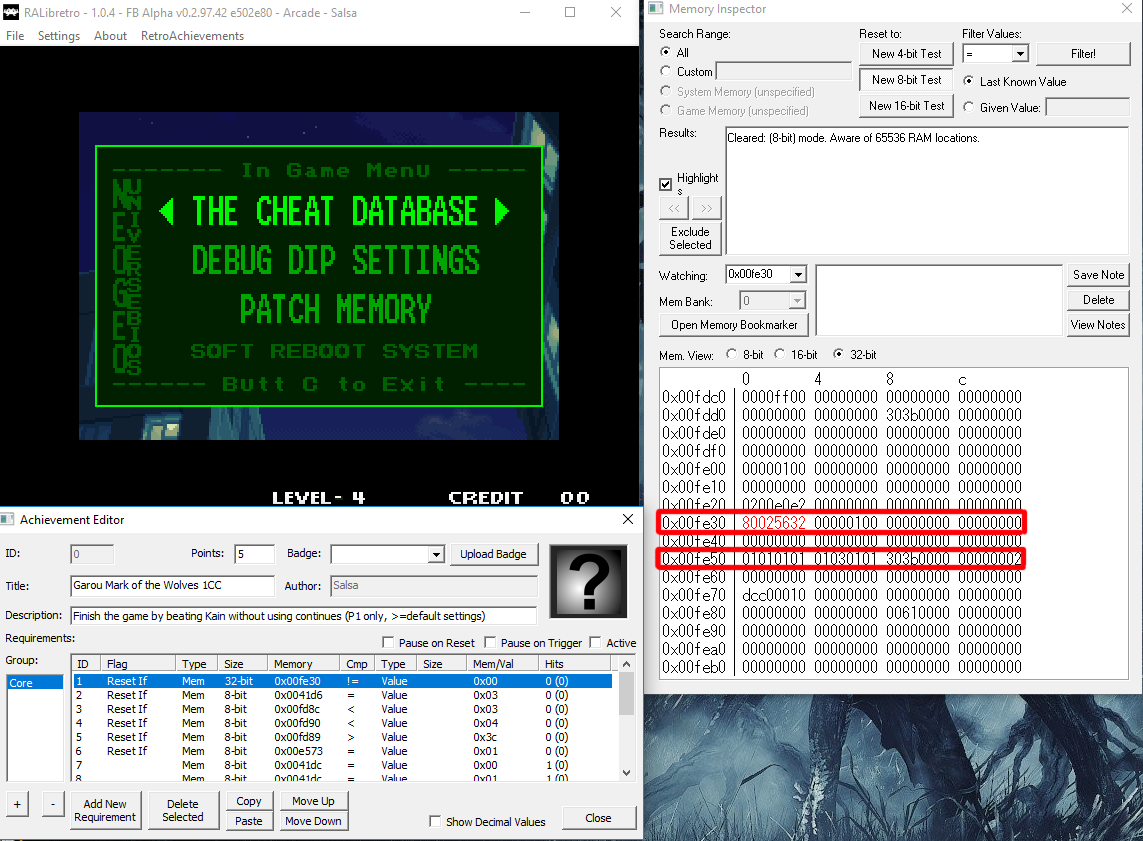 RALibretro - 1.0.4 - FB Alpha v0.2.97.42 e502e80 - Arcade - Salsa
File Settings About RetroAchievements
------- In Game Menu -----
UNIVERSE BIOS
NEO GEO
THE CHEAT DATABASE
DEBUG DIP SETTINGS
PATCH MEMORY
SOFT REBOOT SYSTEM
------ Butt C to Exit ------
LEVEL- 4 CREDIT 00
Memory Inspector
Search Range:
All
Custom
System Memory (unspecified)
Game Memory (unspecified)
Reset to:
New 4-bit Test
New 8-bit Test
New 16-bit Test
Filter Values:
= Filter!
Last Known Value
Given Value:
Results:
Cleared: (8-bit) mode. Aware of 65536 RAM locations.
Highlight
s
<< >>
Exclude
Selected
Watching: 0x00fe30
Mem Bank: 0
Open Memory Bookmarker
Save Note
Delete
View Notes
Mem. View: 8-bit 16-bit 32-bit
0 4 8 c
0x00fdc0 0000ff00 00000000 00000000 00000000
0x00fdd0 00000000 00000000 303b0000 00000000
0x00fde0 00000000 00000000 00000000 00000000
0x00fdf0 00000000 00000000 00000000 00000000
0x00fe00 00000100 00000000 00000000 00000000
0x00fe10 00000000 00000000 00000000 00000000
0x00fe20 0200e0e2 00000000 00000000 00000000
0x00fe30 80025632 00000100 00000000 00000000
0x00fe40 00000000 00000000 00000000 00000000
0x00fe50 01010101 01030101 303b0000 00000002
0x00fe60 00000000 00000000 00000000 00000000
0x00fe70 dcc00010 00000000 00000000 00000000
0x00fe80 00000000 00000000 00610000 00000000
0x00fe90 00000000 00000000 00000000 00000000
0x00fea0 00000000 00000000 00000000 00000000
0x00feb0 00000000 00000000 00000000 00000000
Achievement Editor
ID: 0 Points: 5 Badge: Upload Badge
Title: Garou Mark of the Wolves 1CC Author: Salsa
Description: Finish the game by beating Kain without using continues (P1 only, >=default settings)
Requirements:
Pause on Reset Pause on Trigger Active
Group:
Core
ID Flag Type Size Memory Cmp Type Size Mem/Val Hits
1 Reset If Mem 32-bit 0x00fe30 != Value 0x00 0 (0)
2 Reset If Mem 8-bit 0x0041d6 = Value 0x03 0 (0)
3 Reset If Mem 8-bit 0x00fd8c < Value 0x03 0 (0)
4 Reset If Mem 8-bit 0x00fd90 < Value 0x04 0 (0)
5 Reset If Mem 8-bit 0x00fd89 > Value 0x3c 0 (0)
6 Reset If Mem 8-bit 0x00e573 = Value 0x01 0 (0)
7 Mem 8-bit 0x0041dc = Value 0x00 1 (0)
8 Mem 8-bit 0x0041dc = Value 0x01 1 (0)
+ -
Add New
Requirement
Delete
Selected
Copy
Paste
Move Up
Move Down
Show Decimal Values
Close